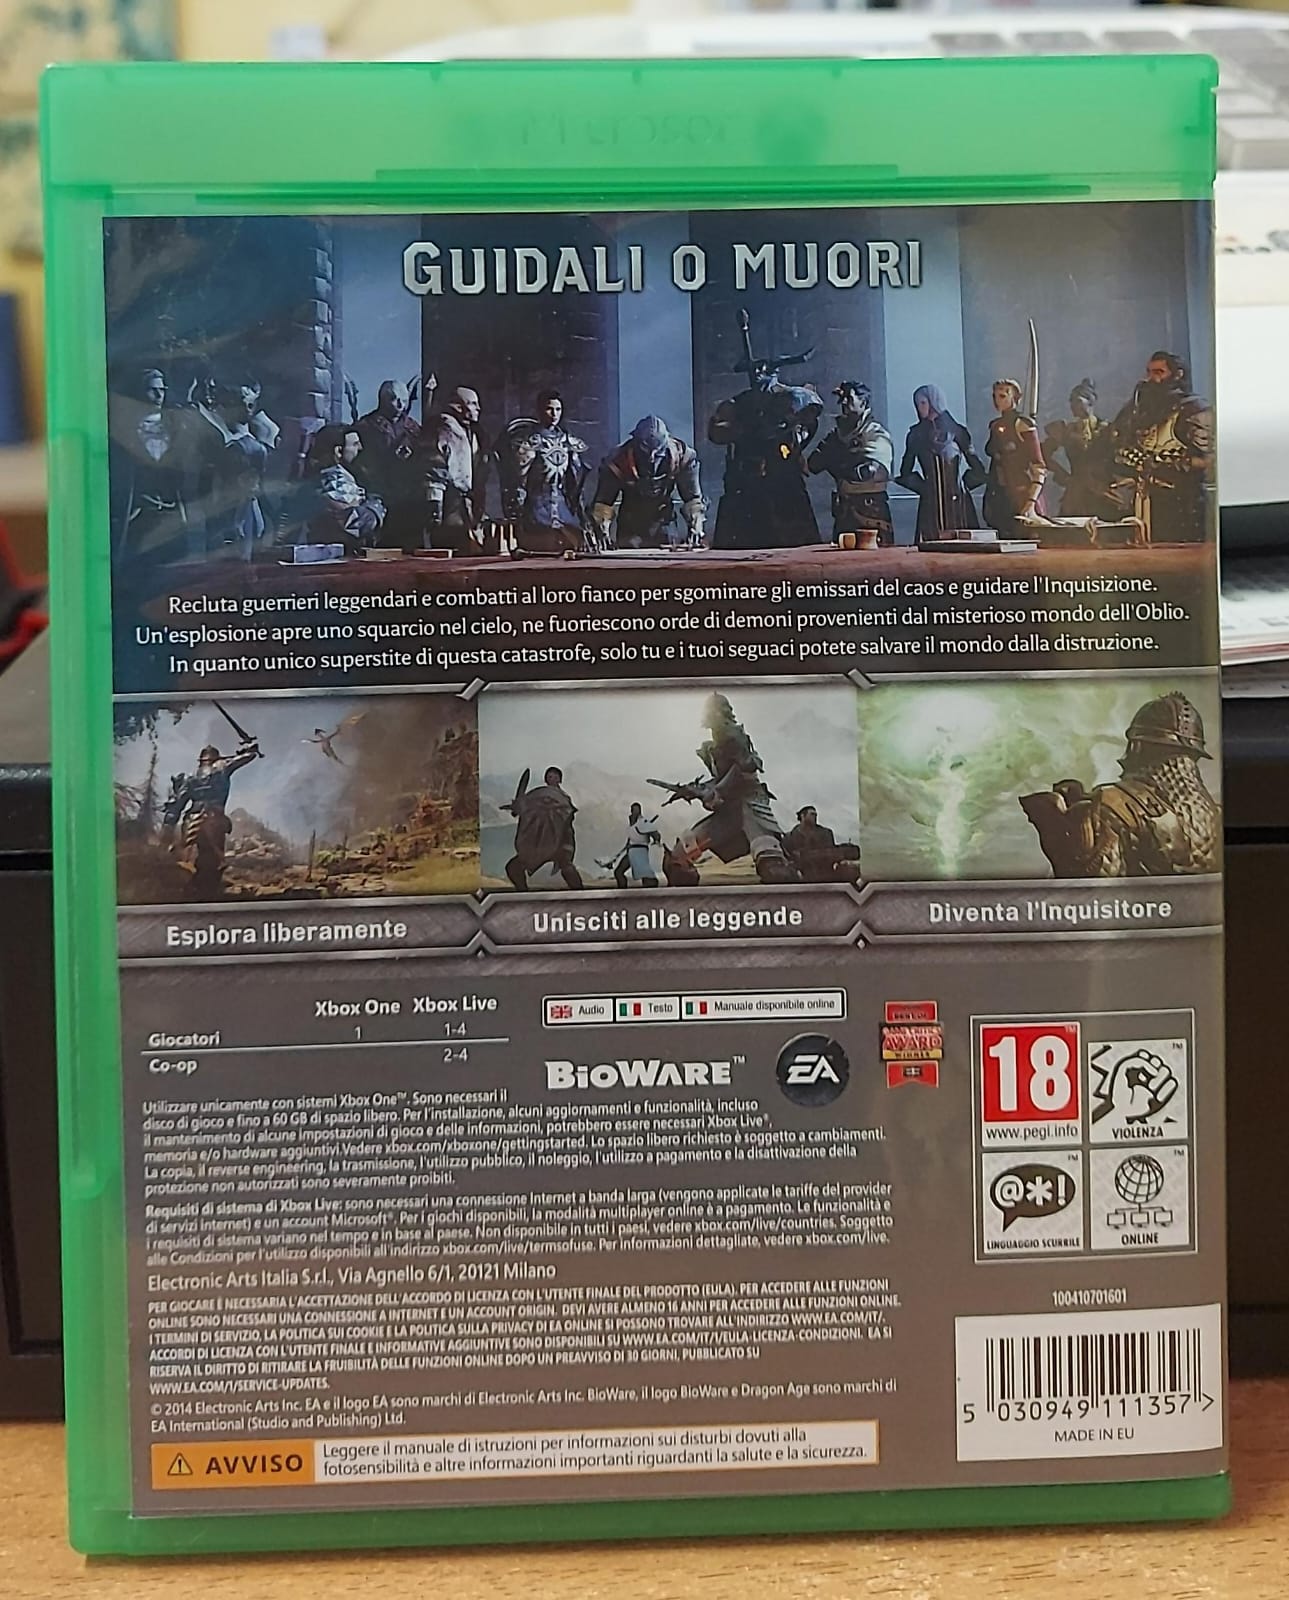 Microsoft
GUIDALI O MUORI
Recluta guerrieri leggendari e combatti al loro fianco per sgominare gli emissari del caos e guidare l'Inquisizione.
Un'esplosione apre uno squarcio nel cielo, ne fuoriescono orde di demoni provenienti dal misterioso mondo dell'Oblio.
In quanto unico superstite di questa catastrofe, solo tu e i tuoi seguaci potete salvare il mondo dalla distruzione.
Esplora liberamente
Unisciti alle leggende
Diventa l'Inquisitore
Xbox One Xbox Live
Giocatori 1 1-4
Co-op 2-4
Audio Testo Manuale disponibile online
BIOWARE™
EA
AWARD
WINNER
18
www.pegi.info
VIOLENZA
@*!
LINGUAGGIO SCURRILE
ONLINE
Utilizzare unicamente con sistemi Xbox One™. Sono necessari il
disco di gioco e fino a 60 GB di spazio libero. Per l'installazione, alcuni aggiornamenti e funzionalità, incluso
il mantenimento di alcune impostazioni di gioco e delle informazioni, potrebbero essere necessari Xbox Live®,
memoria e/o hardware aggiuntivi.Vedere xbox.com/xboxone/gettingstarted. Lo spazio libero richiesto è soggetto a cambiamenti.
La copia, il reverse engineering, la trasmissione, l'utilizzo pubblico, il noleggio, l'utilizzo a pagamento e la disattivazione della
protezione non autorizzati sono severamente proibiti.
Requisiti di sistema di Xbox Live: sono necessari una connessione Internet a banda larga (vengono applicate le tariffe del provider
di servizi Internet) e un account Microsoft®. Per i giochi disponibili, la modalità multiplayer online è a pagamento. Le funzionalità e
i requisiti di sistema variano nel tempo e in base al paese. Non disponibile in tutti i paesi, vedere xbox.com/live/countries. Soggetto
alle Condizioni per l'utilizzo disponibili all'indirizzo xbox.com/live/termsofuse. Per informazioni dettagliate, vedere xbox.com/live.
Electronic Arts Italia S.r.l., Via Agnello 6/1, 20121 Milano
PER GIOCARE È NECESSARIA L'ACCETTAZIONE DELL'ACCORDO DI LICENZA CON L'UTENTE FINALE DEL PRODOTTO (EULA). PER ACCEDERE ALLE FUNZIONI
ONLINE SONO NECESSARI UNA CONNESSIONE A INTERNET E UN ACCOUNT ORIGIN. DEVI AVERE ALMENO 16 ANNI PER ACCEDERE ALLE FUNZIONI ONLINE.
I TERMINI DI SERVIZIO, LA POLITICA SUI COOKIE E LA POLITICA SULLA PRIVACY DI EA ONLINE SI POSSONO TROVARE ALL'INDIRIZZO WWW.EA.COM/IT/.
ACCORDI DI LICENZA CON L'UTENTE FINALE E INFORMATIVE AGGIUNTIVE SONO DISPONIBILI SU WWW.EA.COM/IT/1/EULA-LICENZA-CONDIZIONI. EA SI
RISERVA IL DIRITTO DI RITIRARE LA FRUIBILITÀ DELLE FUNZIONI ONLINE DOPO UN PREAVVISO DI 30 GIORNI, PUBBLICATO SU
WWW.EA.COM/1/SERVICE-UPDATES.
© 2014 Electronic Arts Inc. EA e il logo EA sono marchi di Electronic Arts Inc. BioWare, il logo BioWare e Dragon Age sono marchi di
EA International (Studio and Publishing) Ltd.
AVVISO
Leggere il manuale di istruzioni per informazioni sui disturbi dovuti alla
fotosensibilità e altre informazioni importanti riguardanti la salute e la sicurezza.
100410701601
5 030949 111357 >
MADE IN EU